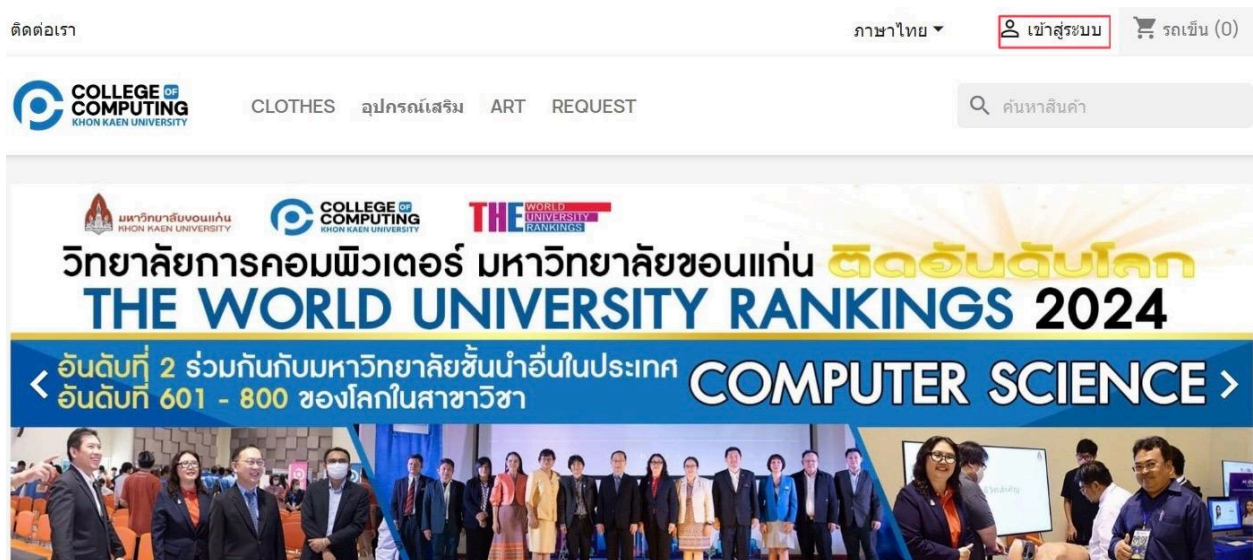 ติดต่อเรา
ภาษาไทย
เข้าสู่ระบบ
รถเข็น (0)
COLLEGE OF
COMPUTING
KHON KAEN UNIVERSITY
CLOTHES
อุปกรณ์เสริม
ART
REQUEST
ค้นหาสินค้า
มหาวิทยาลัยขอนแก่น
KHON KAEN UNIVERSITY
COLLEGE OF
COMPUTING
KHON KAEN UNIVERSITY
THE WORLD
UNIVERSITY
RANKINGS
วิทยาลัยการคอมพิวเตอร์ มหาวิทยาลัยขอนแก่น ติดอันดับโลก
THE WORLD UNIVERSITY RANKINGS 2024
อันดับที่ 2 ร่วมกันกับมหาวิทยาลัยชั้นนำอื่นในประเทศ
อันดับที่ 601 - 800 ของโลกในสาขาวิชา
COMPUTER SCIENCE